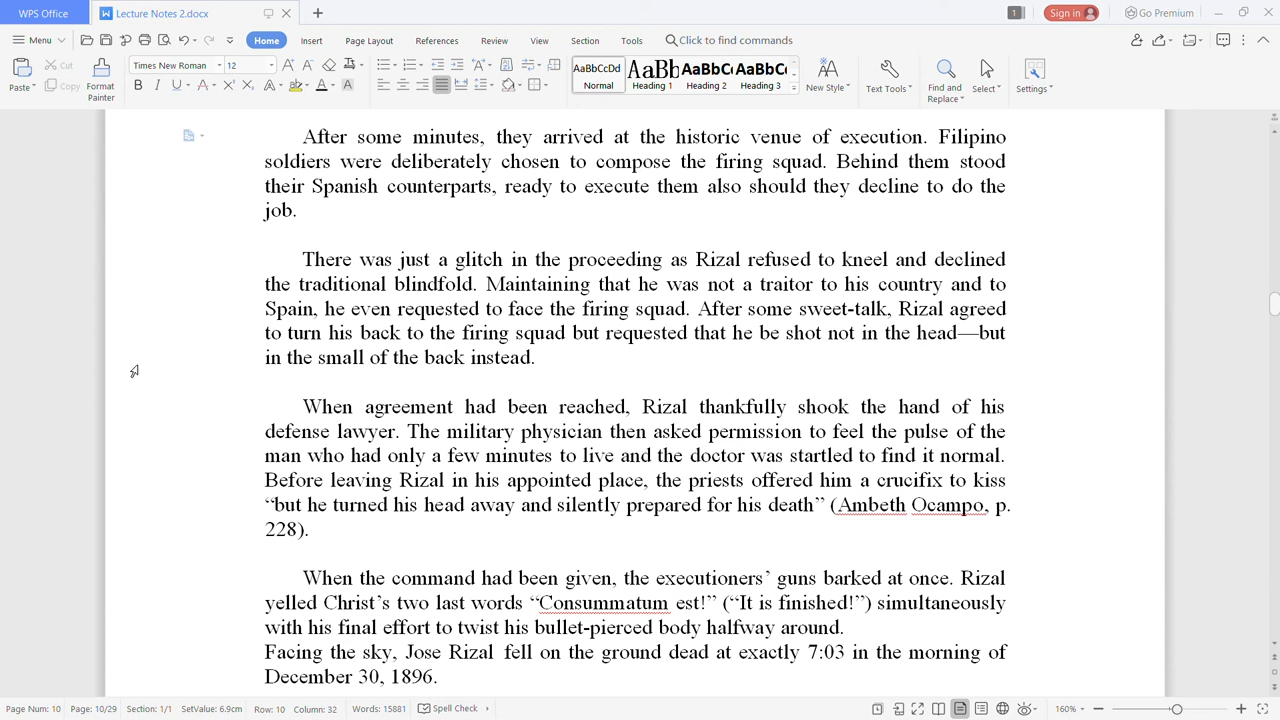 WPS Office
Lecture Notes 2.docx
1
Sign in
Go Premium
Menu
Home
Insert
Page Layout
References
Review
View
Section
Tools
Click to find commands
Paste
Cut
Copy
Format Painter
Times New Roman
12
AaBbCcDd
Normal
AaBb
Heading 1
AaBbC
Heading 2
AaBbC
Heading 3
New Style
Text Tools
Find and Replace
Select
Settings
After some minutes, they arrived at the historic venue of execution. Filipino
soldiers were deliberately chosen to compose the firing squad. Behind them stood
their Spanish counterparts, ready to execute them also should they decline to do the
job.
There was just a glitch in the proceeding as Rizal refused to kneel and declined
the traditional blindfold. Maintaining that he was not a traitor to his country and to
Spain, he even requested to face the firing squad. After some sweet-talk, Rizal agreed
to turn his back to the firing squad but requested that he be shot not in the head—but
in the small of the back instead.
When agreement had been reached, Rizal thankfully shook the hand of his
defense lawyer. The military physician then asked permission to feel the pulse of the
man who had only a few minutes to live and the doctor was startled to find it normal.
Before leaving Rizal in his appointed place, the priests offered him a crucifix to kiss
“but he turned his head away and silently prepared for his death” (Ambeth Ocampo, p.
228).
When the command had been given, the executioners’ guns barked at once. Rizal
yelled Christ’s two last words “Consummatum est!” (“It is finished!”) simultaneously
with his final effort to twist his bullet-pierced body halfway around.
Facing the sky, Jose Rizal fell on the ground dead at exactly 7:03 in the morning of
December 30, 1896.
Page Num: 10
Page: 10/29
Section: 1/1
SetValue: 6.9cm
Row: 10
Column: 32
Words: 15881
Spell Check
160%